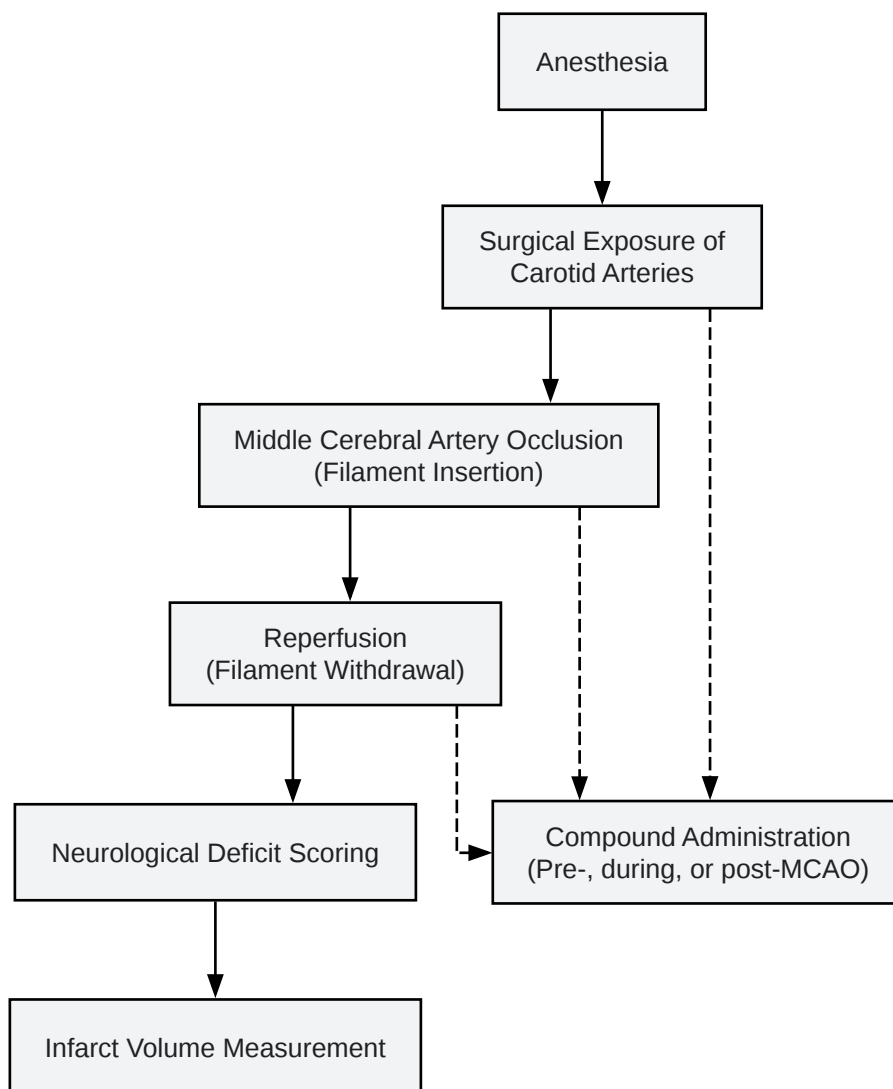 Anesthesia
Surgical Exposure of
Carotid Arteries
Middle Cerebral Artery Occlusion
(Filament Insertion)
Reperfusion
(Filament Withdrawal)
Neurological Deficit Scoring
Compound Administration
(Pre-, during, or post-MCAO)
Infarct Volume Measurement